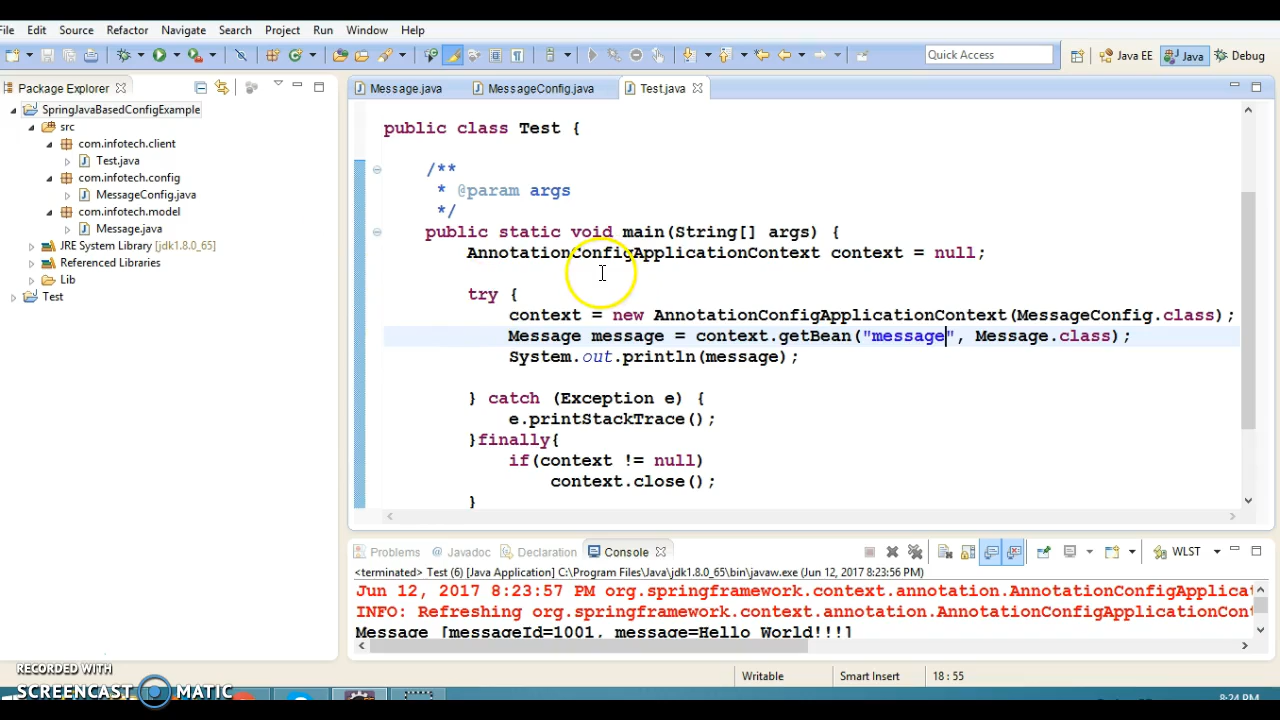 File Edit Source Refactor Navigate Search Project Run Window Help
Quick Access Java EE Java Debug
Package Explorer
SpringJavaBasedConfigExample
src
com.infotech.client
Test.java
com.infotech.config
MessageConfig.java
com.infotech.model
Message.java
JRE System Library [jdk1.8.0_65]
Referenced Libraries
Lib
Test
Message.java MessageConfig.java Test.java
public class Test {
/**
* @param args
*/
public static void main(String[] args) {
AnnotationConfigApplicationContext context = null;
try {
context = new AnnotationConfigApplicationContext(MessageConfig.class);
Message message = context.getBean("message", Message.class);
System.out.println(message);
} catch (Exception e) {
e.printStackTrace();
}finally{
if(context != null)
context.close();
}
Problems @ Javadoc Declaration Console WLST
<terminated> Test (6) [Java Application] C:\Program Files\Java\jdk1.8.0_65\bin\javaw.exe (Jun 12, 2017 8:23:56 PM)
Jun 12, 2017 8:23:57 PM org.springframework.context.annotation.AnnotationConfigApplicat
INFO: Refreshing org.springframework.context.annotation.AnnotationConfigApplicationCon
Message [messageId=1001, message=Hello World!!!]
Writable Smart Insert 18 : 55
RECORDED WITH
SCREENCAST MATIC
8:24 PM